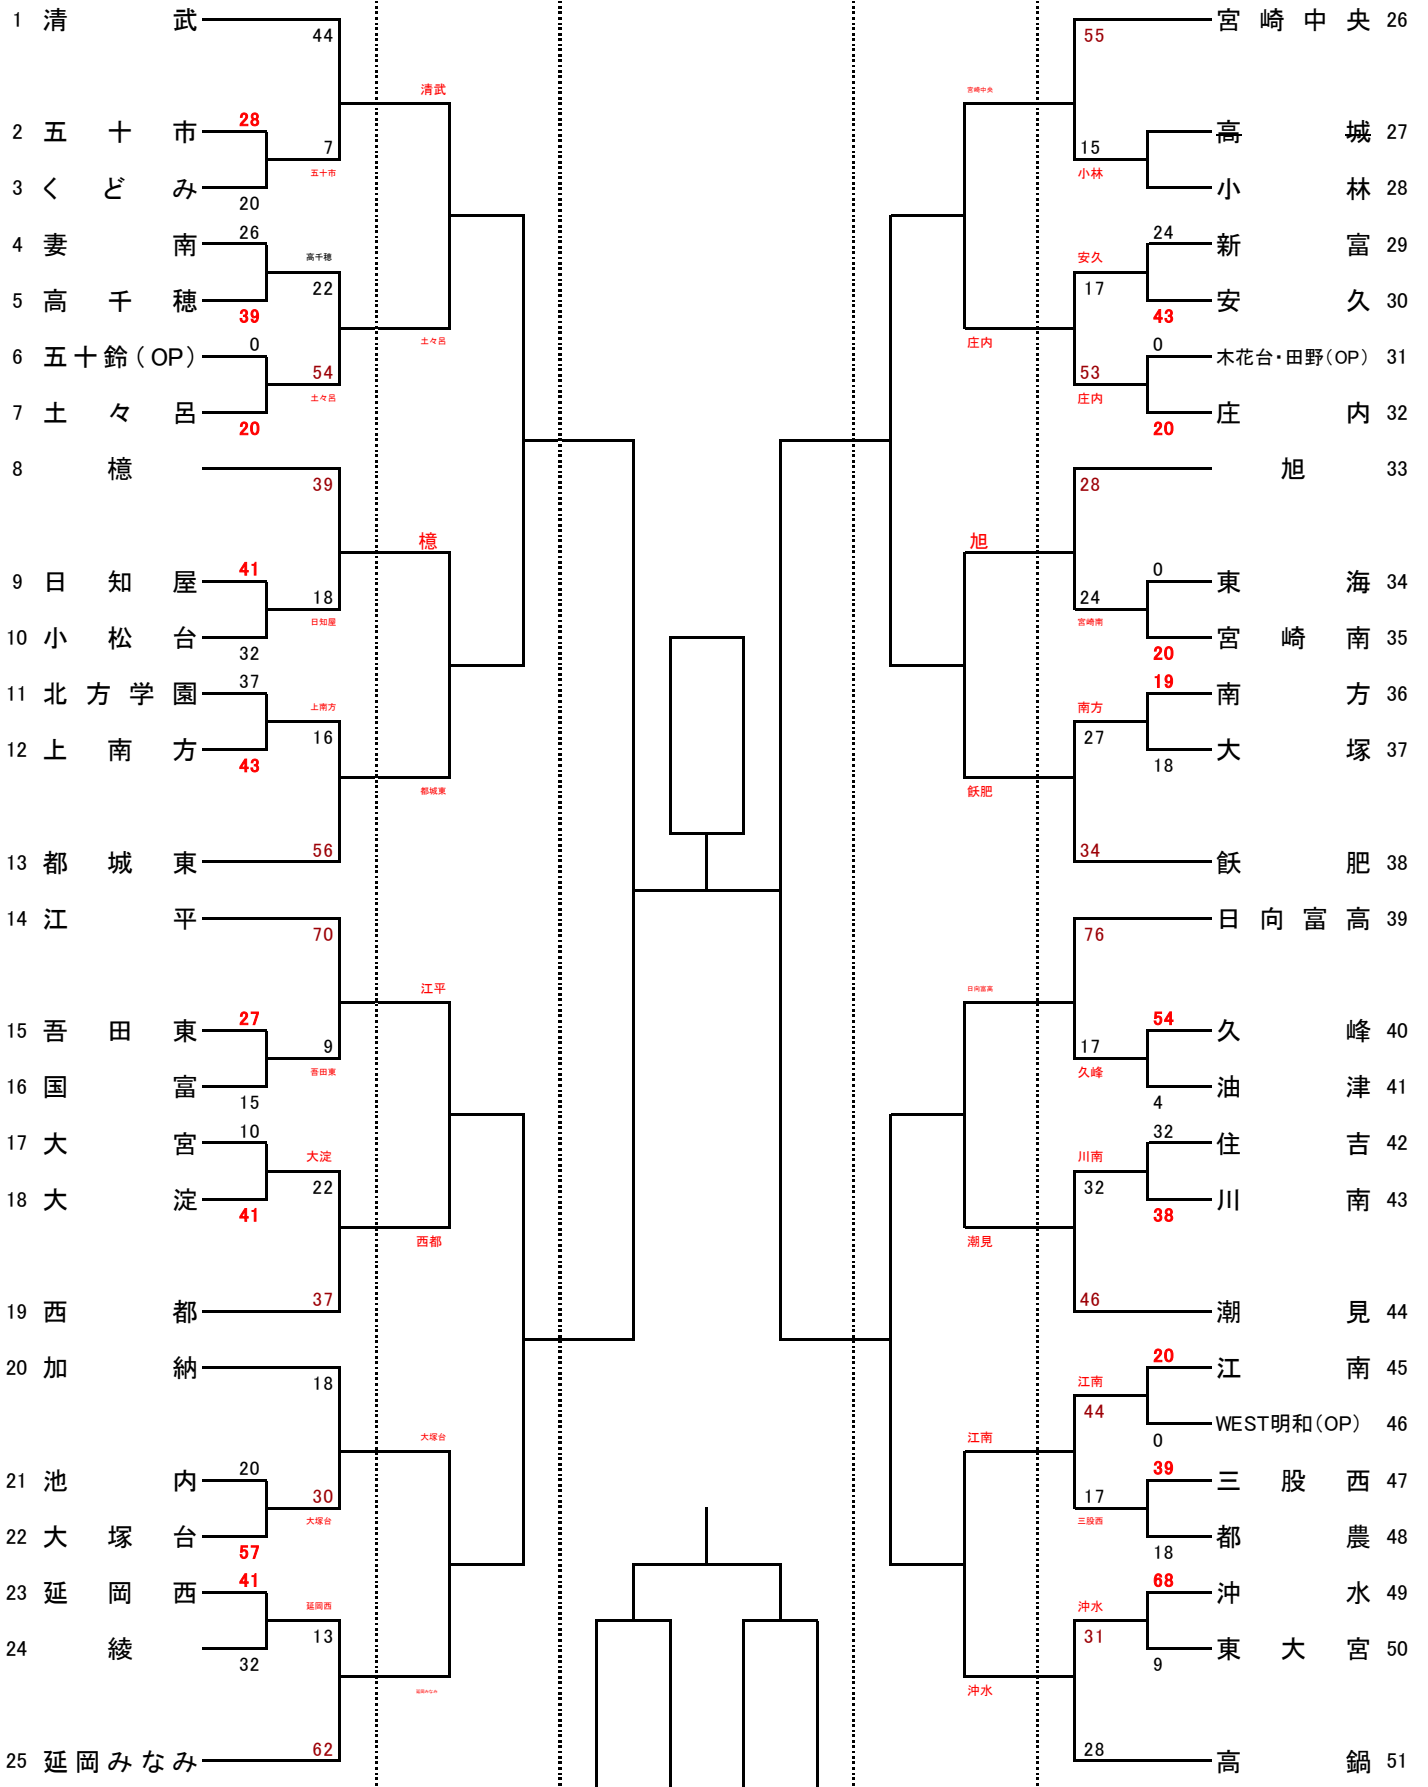 1 清武
44
清武
2 五十市
28
7
五十市
3 くどみ
20
4 妻南
26
高千穂
22
5 高千穂
39
土々呂
6 五十鈴(OP)
0
54
土々呂
7 土々呂
20
8 檍
39
檍
9 日知屋
41
18
日知屋
10 小松台
32
11 北方学園
37
上南方
16
12 上南方
43
都城東
13 都城東
56
14 江平
70
江平
15 吾田東
27
9
吾田東
16 国富
15
17 大宮
10
大淀
22
18 大淀
41
西都
19 西都
37
20 加納
18
大塚台
21 池内
20
30
大塚台
22 大塚台
57
23 延岡西
41
延岡西
13
24 綾
32
延岡みなみ
25 延岡みなみ
62
宮崎中央 26
55
宮崎中央
高城 27
15
小林
小林 28
新富 29
24
安久
17
安久 30
43
庄内
木花台・田野(OP) 31
0
53
庄内
庄内 32
20
旭 33
28
旭
東海 34
0
24
宮崎南
宮崎南 35
20
南方 36
19
南方
27
大塚 37
18
飫肥
飫肥 38
34
日向富高 39
76
日向富高
久峰 40
54
17
久峰
油津 41
4
住吉 42
32
川南
32
川南 43
38
潮見
潮見 44
46
江南 45
20
江南
44
WEST明和(OP) 46
0
江南
三股西 47
39
17
三股西
都農 48
18
沖水 49
68
沖水
31
東大宮 50
9
沖水
高鍋 51
28